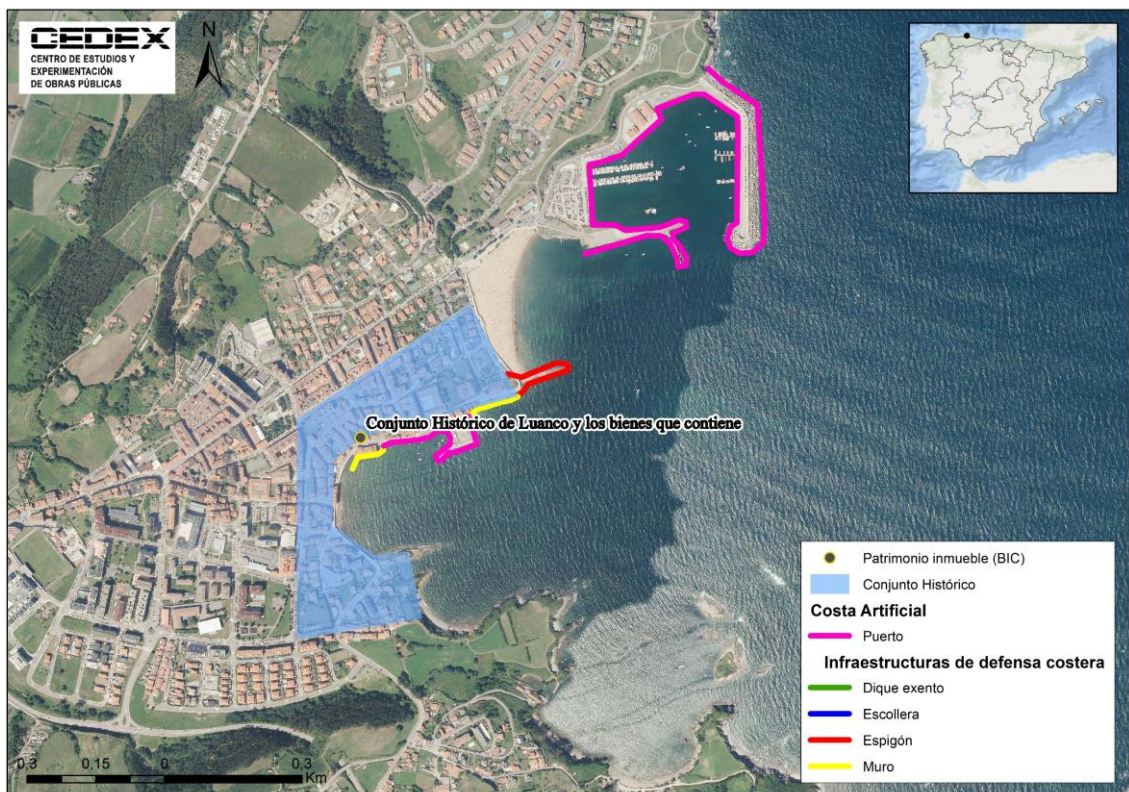 CEDEX
CENTRO DE ESTUDIOS Y
EXPERIMENTACIÓN
DE OBRAS PÚBLICAS
N
Conjunto Histórico de Luanco y los bienes que contiene
Patrimonio inmueble (BIC)
Conjunto Histórico
Costa Artificial
Puerto
Infraestructuras de defensa costera
Dique exento
Escollera
Espigón
Muro
0,3 0,15 0 0,3
Km